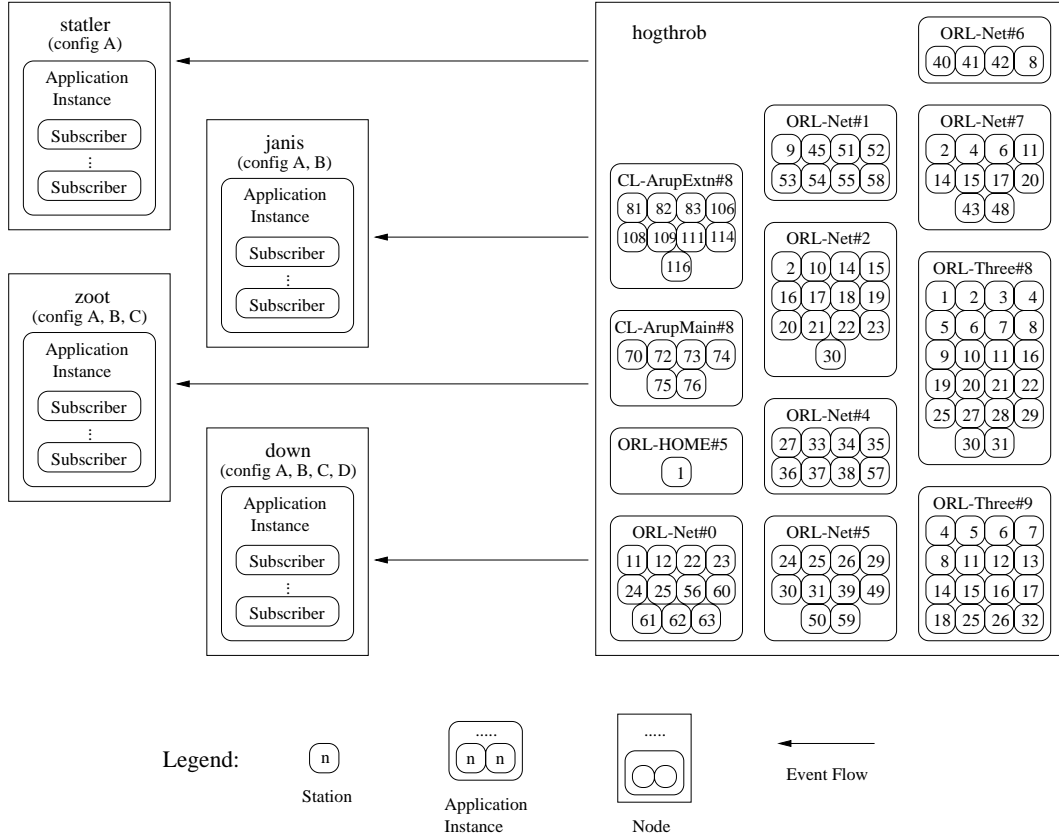 statler
(config A)
Application
Instance
Subscriber
...
Subscriber
janis
(config A, B)
Application
Instance
Subscriber
...
Subscriber
zoot
(config A, B, C)
Application
Instance
Subscriber
...
Subscriber
down
(config A, B, C, D)
Application
Instance
Subscriber
...
Subscriber
hogthrob
CL-ArupExtn#8
81 82 83 106
108 109 111 114
116
CL-ArupMain#8
70 72 73 74
75 76
ORL-HOME#5
1
ORL-Net#0
11 12 22 23
24 25 56 60
61 62 63
ORL-Net#1
9 45 51 52
53 54 55 58
ORL-Net#2
2 10 14 15
16 17 18 19
20 21 22 23
30
ORL-Net#4
27 33 34 35
36 37 38 57
ORL-Net#5
24 25 26 29
30 31 39 49
50 59
ORL-Net#6
40 41 42 8
ORL-Net#7
2 4 6 11
14 15 17 20
43 48
ORL-Three#8
1 2 3 4
5 6 7 8
9 10 11 16
19 20 21 22
25 27 28 29
30 31
ORL-Three#9
4 5 6 7
8 11 12 13
14 15 16 17
18 25 26 32
Legend:
n
Station
.....
n n
Application
Instance
.....
Node
Event Flow